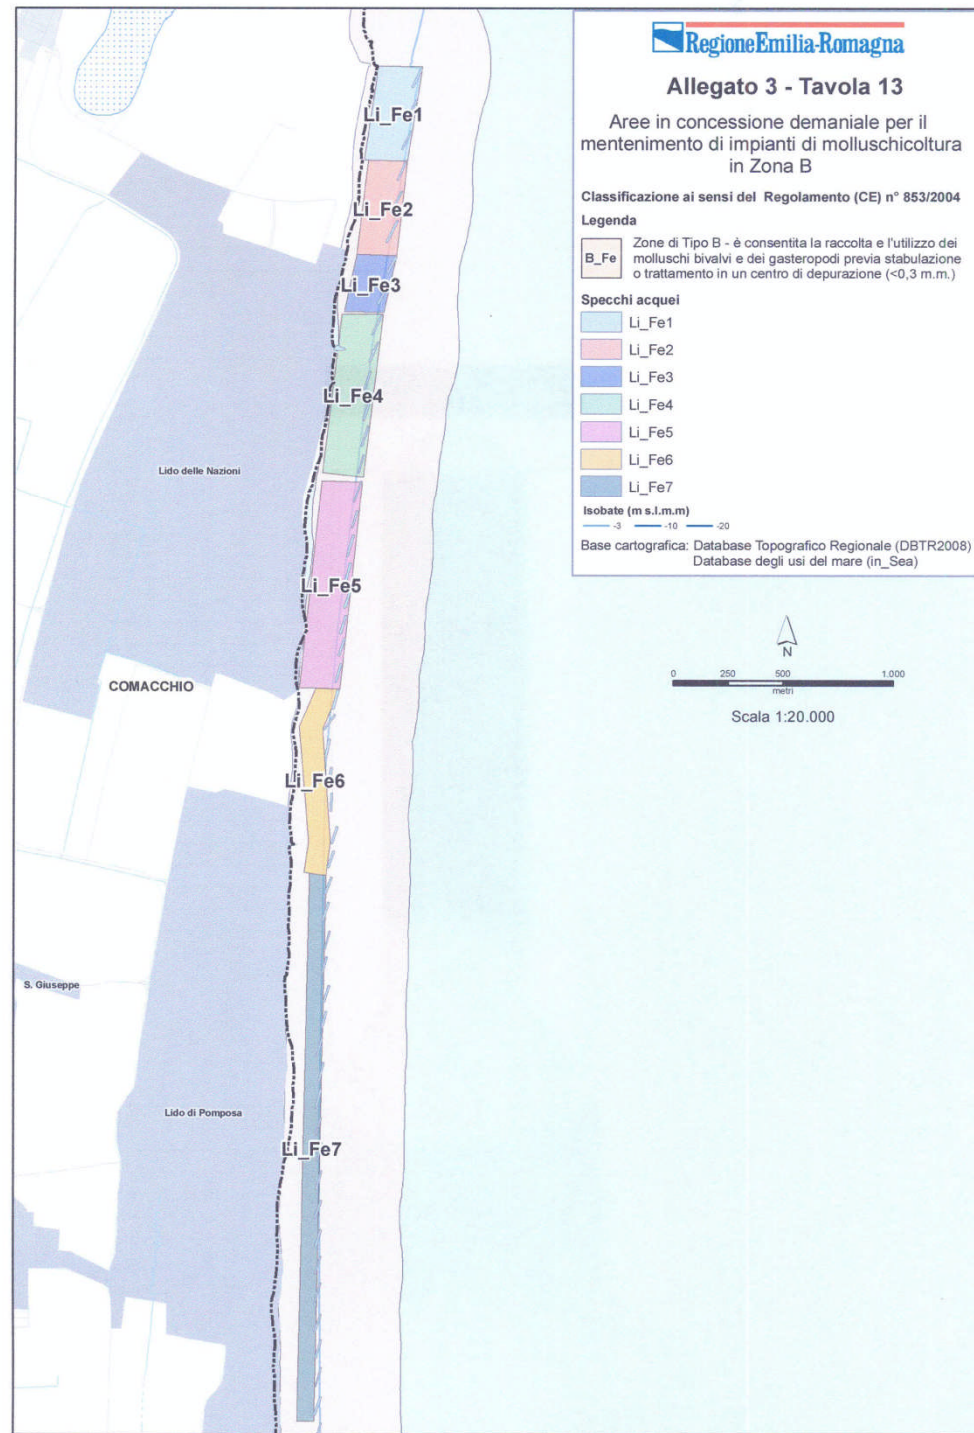 RegioneEmilia-Romagna
Allegato 3 - Tavola 13
Aree in concessione demaniale per il
mentenimento di impianti di molluschicoltura
in Zona B
Classificazione ai sensi del Regolamento (CE) n° 853/2004
Legenda
B_Fe
Zone di Tipo B - è consentita la raccolta e l'utilizzo dei
molluschi bivalvi e dei gasteropodi previa stabulazione
o trattamento in un centro di depurazione (<0,3 m.m.)
Specchi acquei
Li_Fe1
Li_Fe2
Li_Fe3
Li_Fe4
Li_Fe5
Li_Fe6
Li_Fe7
Isobate (m s.l.m.m)
-3 -10 -20
Base cartografica: Database Topografico Regionale (DBTR2008)
Database degli usi del mare (in_Sea)
N
0 250 500 1.000
metri
Scala 1:20.000
Li_Fe1
Li_Fe2
Li_Fe3
Li_Fe4
Lido delle Nazioni
Li_Fe5
COMACCHIO
Li_Fe6
S. Giuseppe
Lido di Pomposa
Li_Fe7